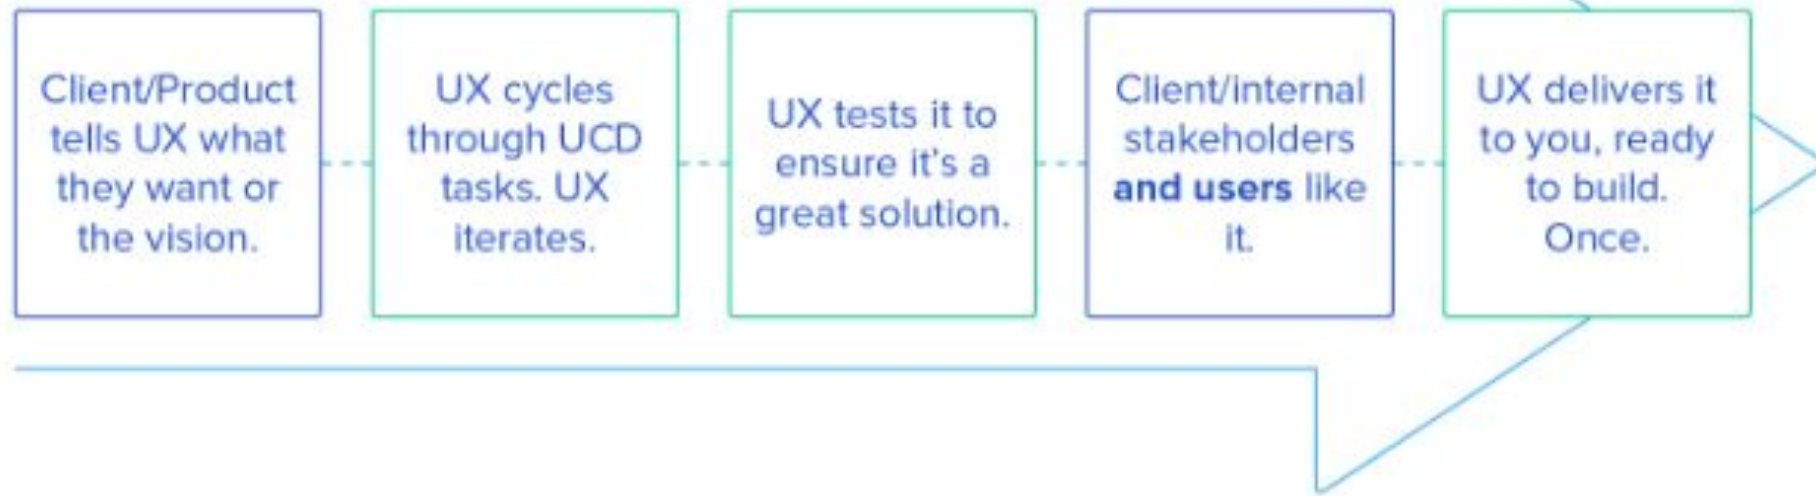 Client/Product
tells UX what
they want or
the vision.
UX cycles
through UCD
tasks. UX
iterates.
UX tests it to
ensure it's a
great solution.
Client/internal
stakeholders
and users like
it.
UX delivers it
to you, ready
to build.
Once.